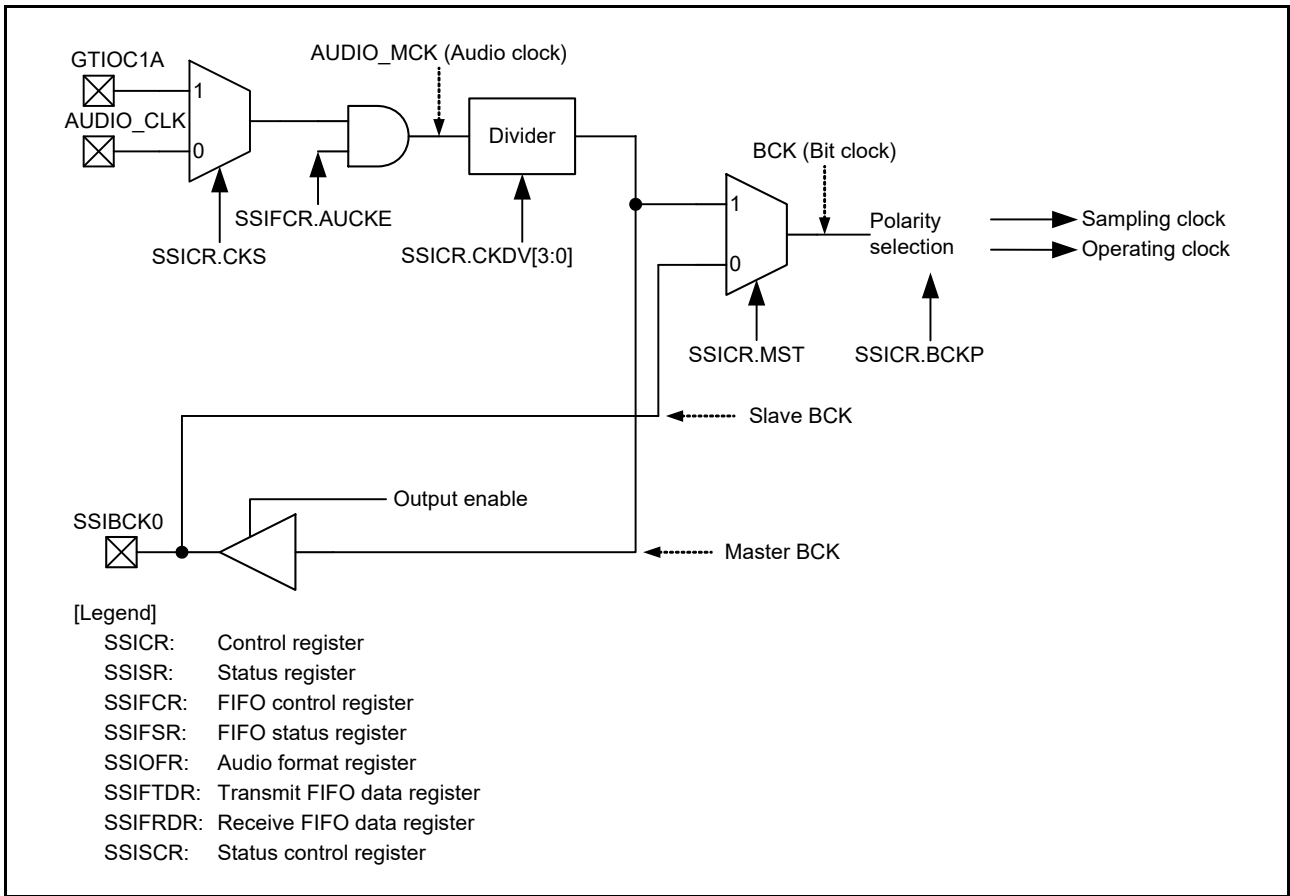 GTIOC1A
AUDIO_MCK (Audio clock)
1
AUDIO_CLK
Divider
0
BCK (Bit clock)
1
SSIFCR.AUCKE
Polarity
selection
Sampling clock
Operating clock
SSICR.CKS
SSICR.CKDV[3:0]
0
SSICR.MST
SSICR.BCKP
Slave BCK
Output enable
SSIBCK0
Master BCK
[Legend]
SSICR: Control register
SSISR: Status register
SSIFCR: FIFO control register
SSIFSR: FIFO status register
SSIOFR: Audio format register
SSIFTDR: Transmit FIFO data register
SSIFRDR: Receive FIFO data register
SSISCR: Status control register